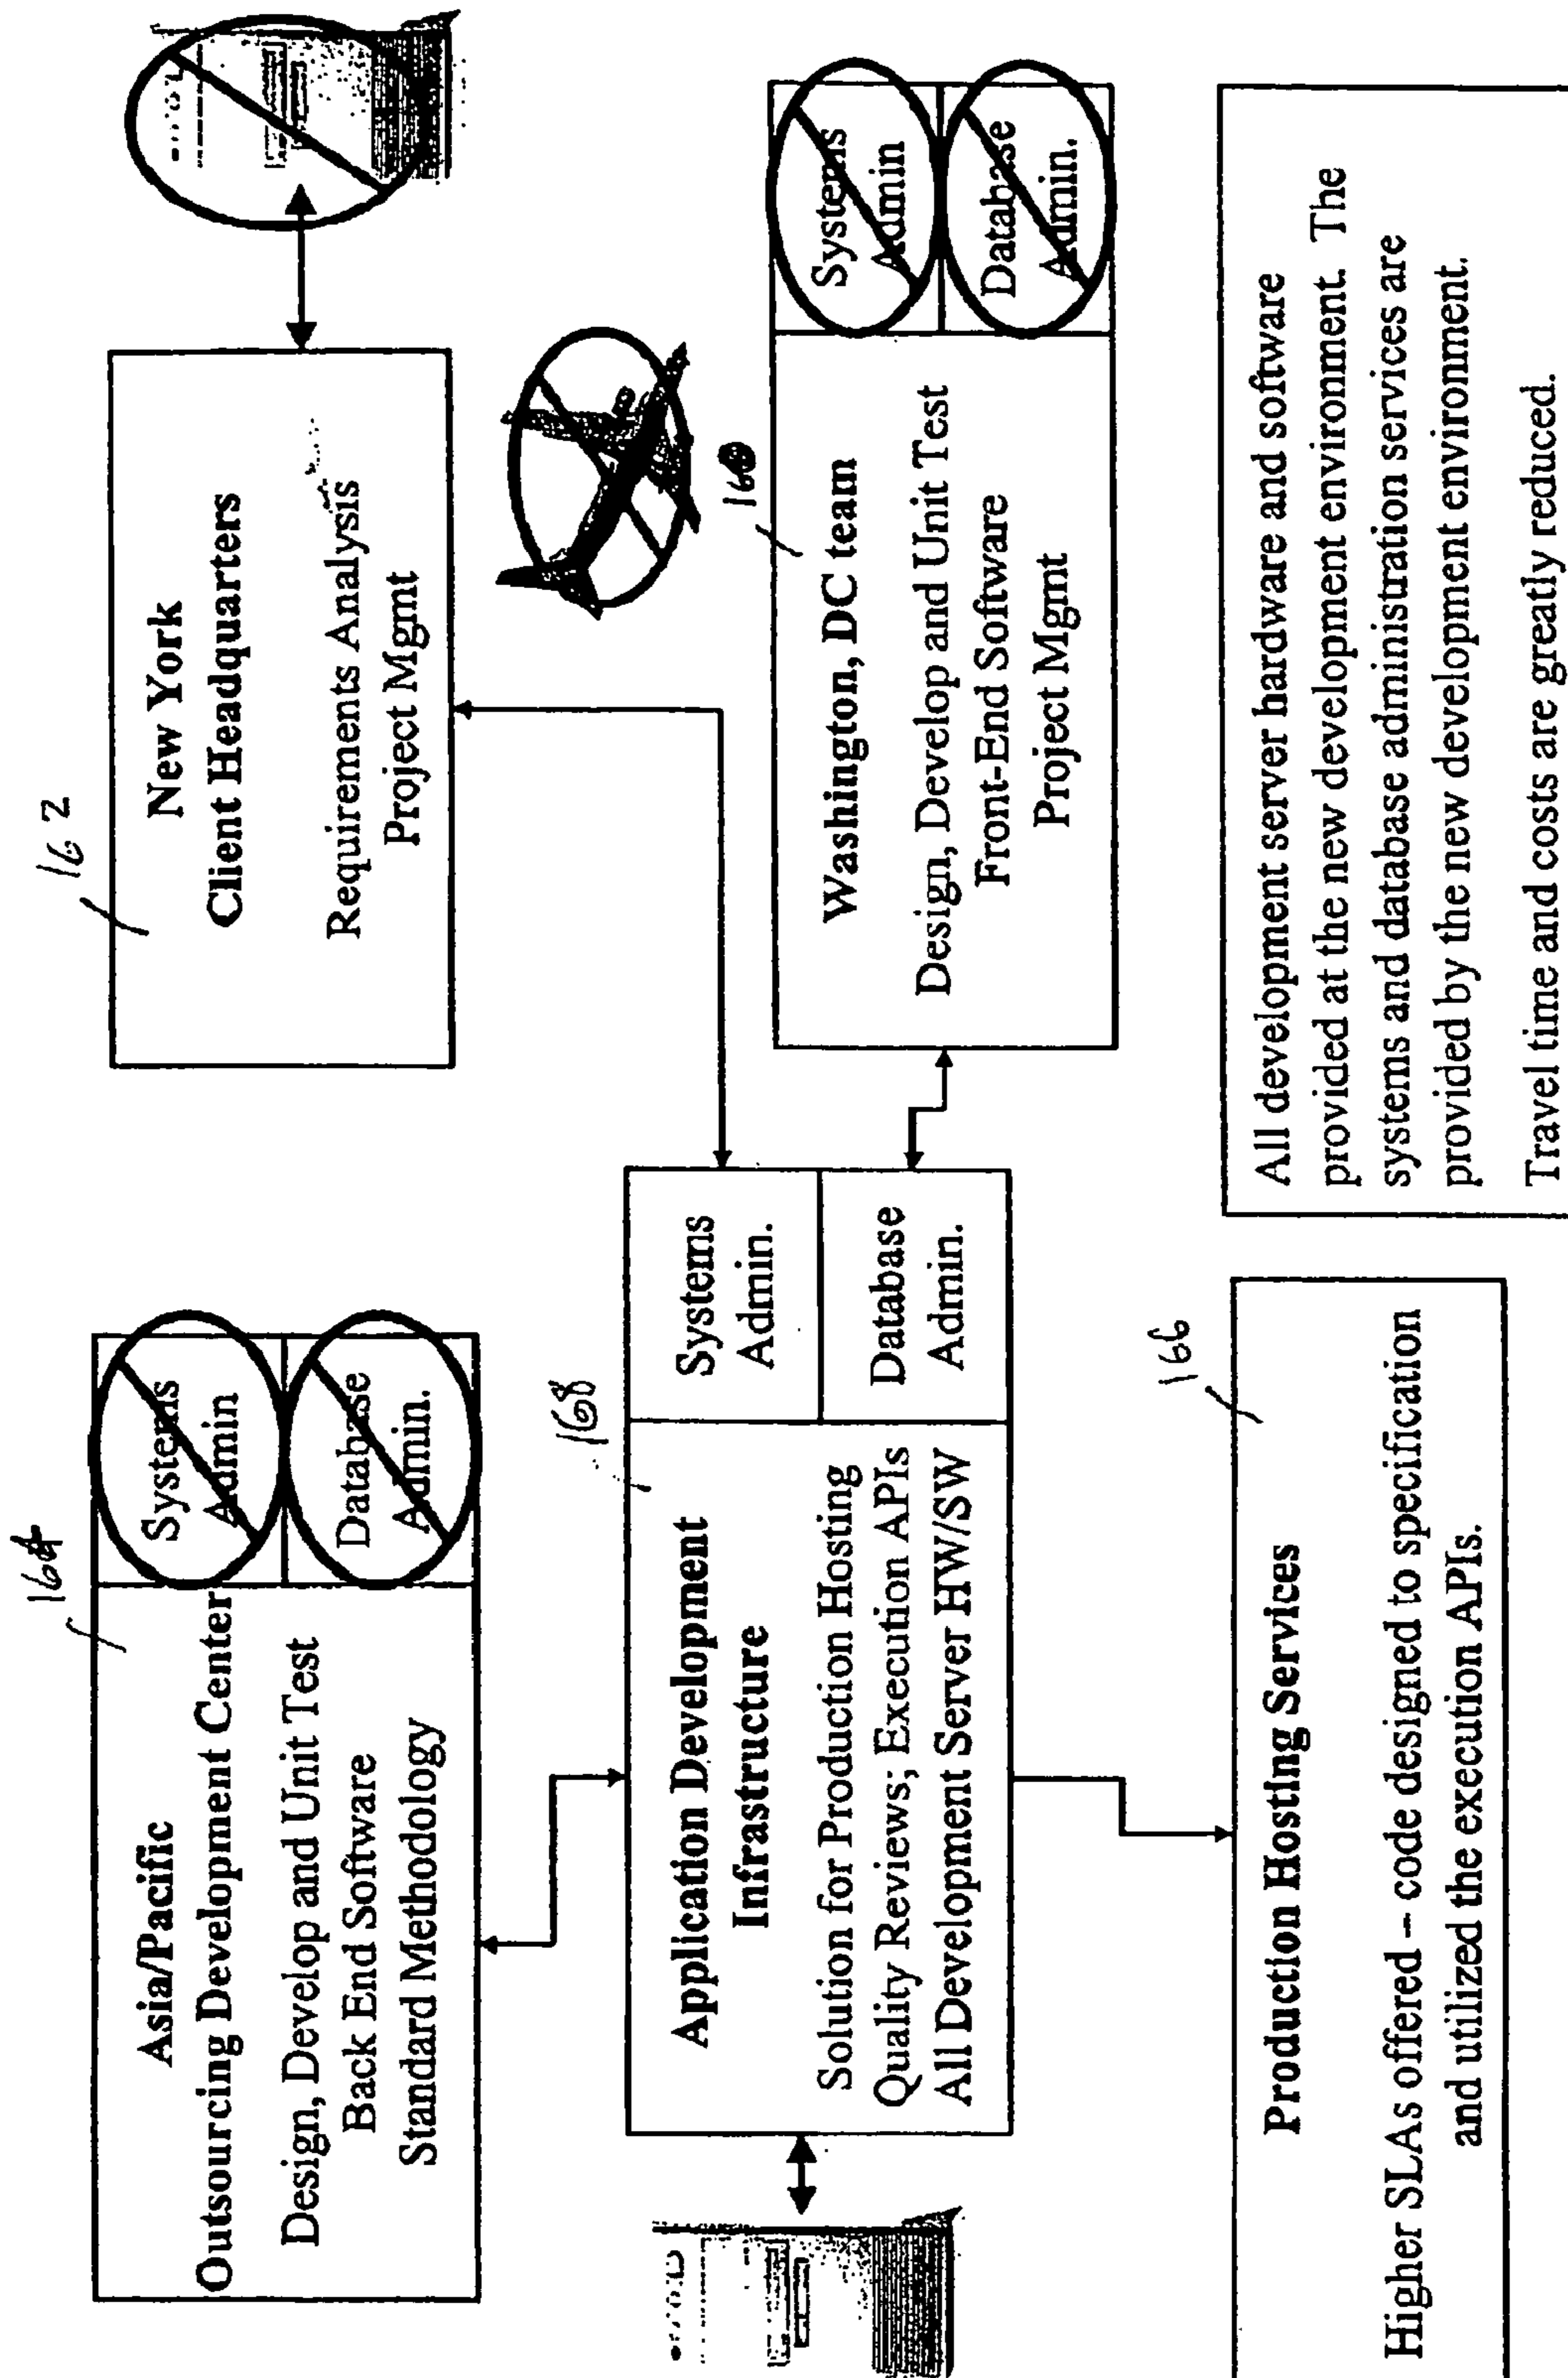 164
Asia/Pacific
Outsourcing Development Center
Design, Develop and Unit Test
Back End Software
Standard Methodology
Systems
Admin
Database
Admin.
162
New York
Client Headquarters
Requirements Analysis
Project Mgmt
168
Application Development
Infrastructure
Solution for Production Hosting
Quality Reviews; Execution APIs
All Development Server HW/SW
Systems
Admin.
Database
Admin.
Washington, DC team
Design, Develop and Unit Test
Front-End Software
Project Mgmt
Systems
Admin
Database
Admin.
166
Production Hosting Services
Higher SLAs offered – code designed to specification
and utilized the execution APIs.
All development server hardware and software
provided at the new development environment. The
systems and database administration services are
provided by the new development environment.
Travel time and costs are greatly reduced.